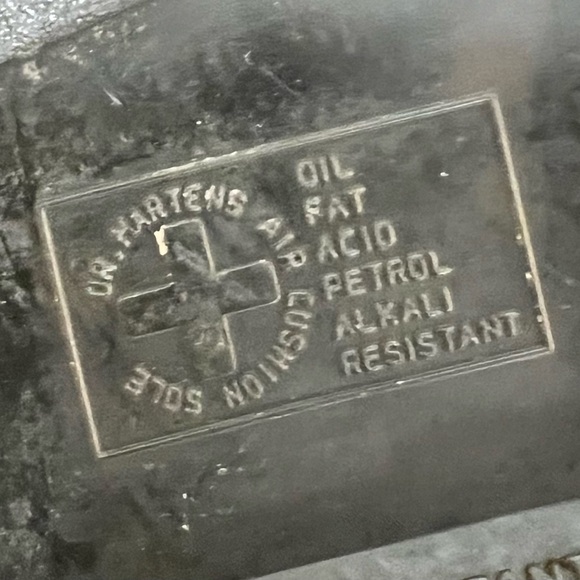 DR. MARTENS AIR CUSHION SOLE
OIL
FAT
ACID
PETROL
ALKALI
RESISTANT